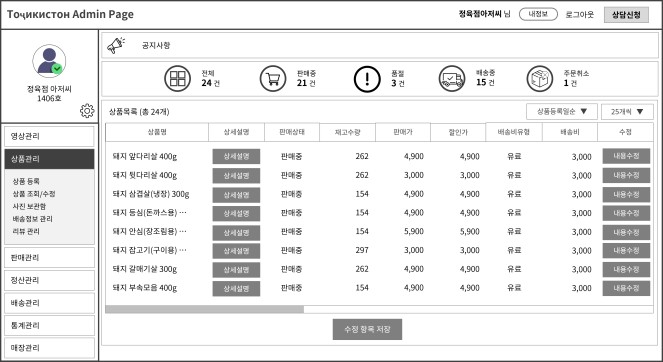 Тоҷикистон Admin Page
정육점아저씨 님 내정보 로그아웃 상담신청
정육점 아저씨
1406호
영상관리
상품관리
상품 등록
상품 조회/수정
사진 보관함
배송정보 관리
리뷰 관리
판매관리
정산관리
배송관리
통계관리
매장관리
공지사항
전체
24 건
판매중
21 건
품절
3 건
배송중
15 건
주문취소
1 건
상품목록 (총 24개) 상품등록일순 ▼ 25개씩 ▼
상품명 상세설명 판매상태 재고수량 판매가 할인가 배송비유형 배송비 수정
돼지 앞다리살 400g 상세설명 판매중 262 4,900 4,900 유료 3,000 내용수정
돼지 뒷다리살 400g 상세설명 판매중 262 3,000 3,000 유료 3,000 내용수정
돼지 삼겹살(냉장) 300g 상세설명 판매중 154 4,900 4,900 유료 3,000 내용수정
돼지 등심(돈까스용) ⋯ 상세설명 판매중 154 4,900 4,900 유료 3,000 내용수정
돼지 안심(장조림용) ⋯ 상세설명 판매중 154 5,900 5,900 유료 3,000 내용수정
돼지 잡고기(구이용) ⋯ 상세설명 판매중 297 3,000 3,000 유료 3,000 내용수정
돼지 갈매기살 300g 상세설명 판매중 262 4,900 4,900 유료 3,000 내용수정
돼지 부속모음 400g 상세설명 판매중 154 4,900 4,900 유료 3,000 내용수정
수정 항목 저장